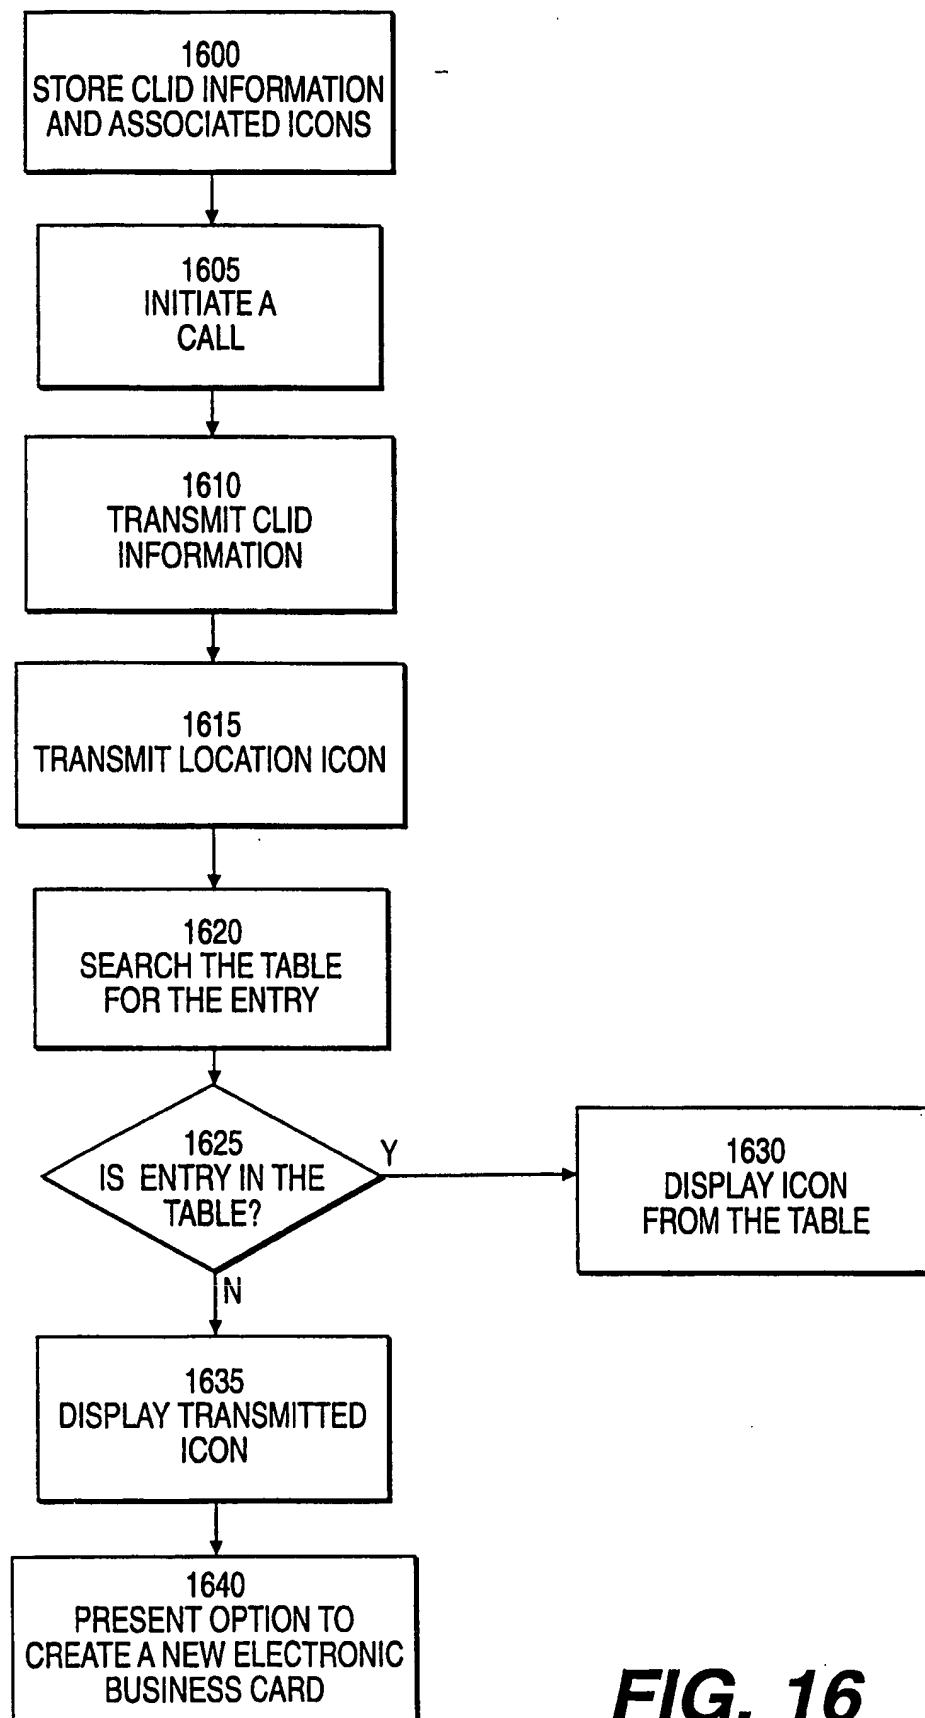 1600
STORE CLID INFORMATION
AND ASSOCIATED ICONS
1605
INITIATE A
CALL
1610
TRANSMIT CLID
INFORMATION
1615
TRANSMIT LOCATION ICON
1620
SEARCH THE TABLE
FOR THE ENTRY
1625
IS ENTRY IN THE
TABLE?
Y
1630
DISPLAY ICON
FROM THE TABLE
N
1635
DISPLAY TRANSMITTED
ICON
1640
PRESENT OPTION TO
CREATE A NEW ELECTRONIC
BUSINESS CARD
FIG. 16